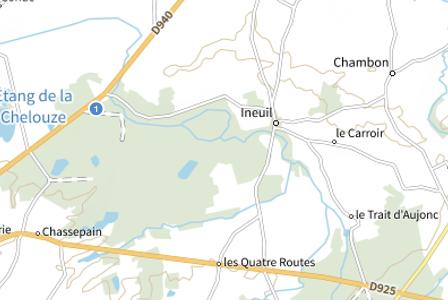 D940
Chambon
Étang de la
Chelouze
1
Ineuil
le Carroir
le Trait d'Aujonc
Chassepain
les Quatre Routes
D925